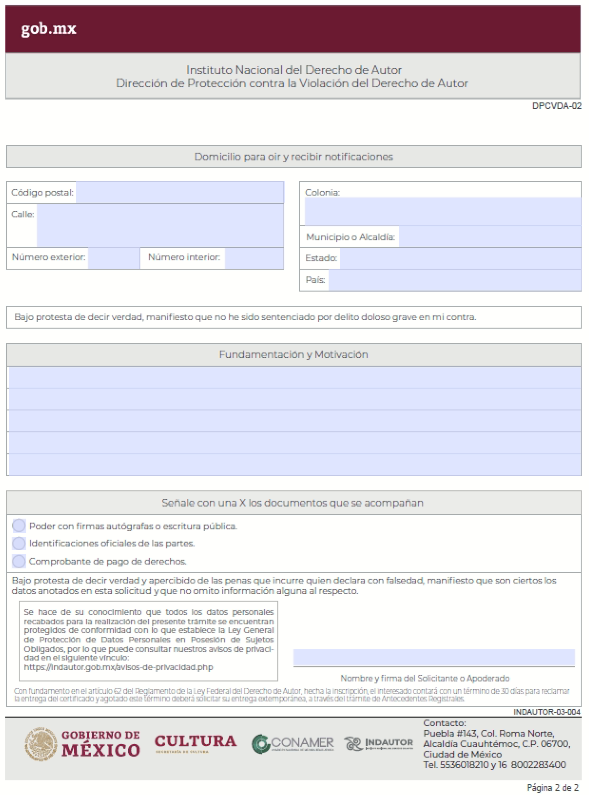 gob.mx
Instituto Nacional del Derecho de Autor
Dirección de Protección contra la Violación del Derecho de Autor
DPCVDA-02
Domicilio para oir y recibir notificaciones
Código postal:
Calle:
Número exterior:
Número interior:
Colonia:
Municipio o Alcaldía:
Estado:
País:
Bajo protesta de decir verdad, manifiesto que no he sido sentenciado por delito doloso grave en mi contra.
Fundamentación y Motivación
Señale con una X los documentos que se acompañan
Poder con firmas autógrafas o escritura pública.
Identificaciones oficiales de las partes.
Comprobante de pago de derechos.
Bajo protesta de decir verdad y apercibido de las penas que incurre quien declara con falsedad, manifiesto que son ciertos los
datos anotados en esta solicitud y que no omito información alguna al respecto.
Se hace de su conocimiento que todos los datos personales
recabados para la realización del presente trámite se encuentran
protegidos de conformidad con lo que establece la Ley General
de Protección de Datos Personales en Posesión de Sujetos
Obligados, por lo que puede consultar nuestros avisos de privaci-
dad en el siguiente vínculo:
https://indautor.gob.mx/avisos-de-privacidad.php
Nombre y firma del Solicitante o Apoderado
Con fundamento en el artículo 62 del Reglamento de la Ley Federal del Derecho de Autor, hecha la inscripción, el interesado contará con un término de 30 días para reclamar
la entrega del certificado y agotado este término deberá solicitar su entrega extemporánea, a través del trámite de Antecedentes Registrales.
INDAUTOR-03-004
GOBIERNO DE
MÉXICO
CULTURA
SECRETARÍA DE CULTURA
CONAMER
INDAUTOR
Contacto:
Puebla #143, Col. Roma Norte,
Alcaldía Cuauhtémoc, C.P. 06700,
Ciudad de México
Tel. 5536018210 y 16 8002283400
Página 2 de 2